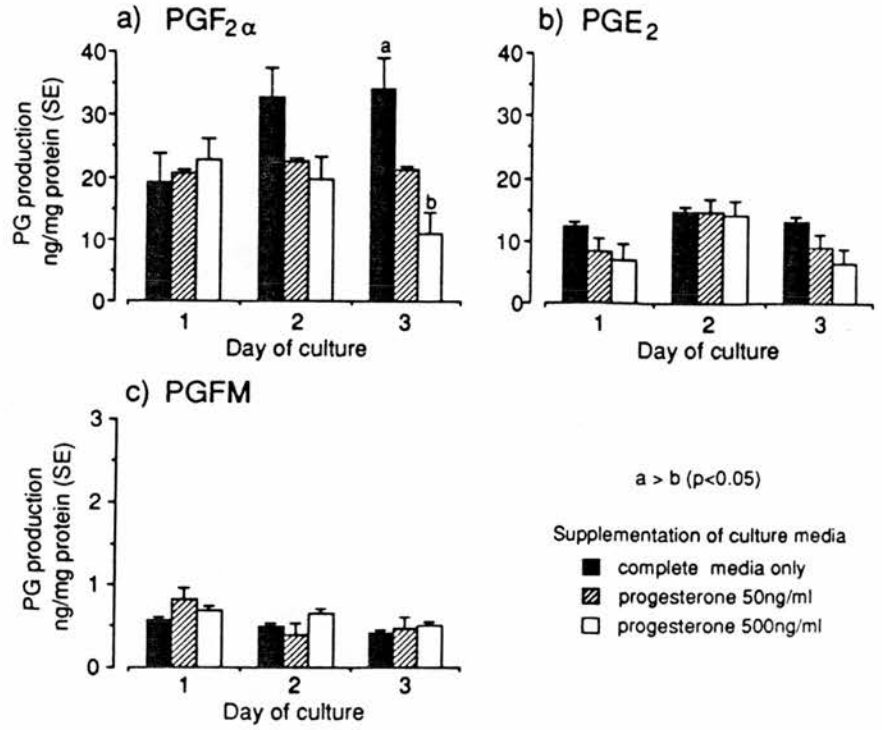 a) PGF2α
PG production
ng/mg protein (SE)
40
30
20
10
0
a
b
1 2 3
Day of culture
b) PGE2
40
30
20
10
0
1 2 3
Day of culture
c) PGFM
PG production
ng/mg protein (SE)
3
2
1
0
1 2 3
Day of culture
a > b (p<0.05)
Supplementation of culture media
complete media only
progesterone 50ng/ml
progesterone 500ng/ml